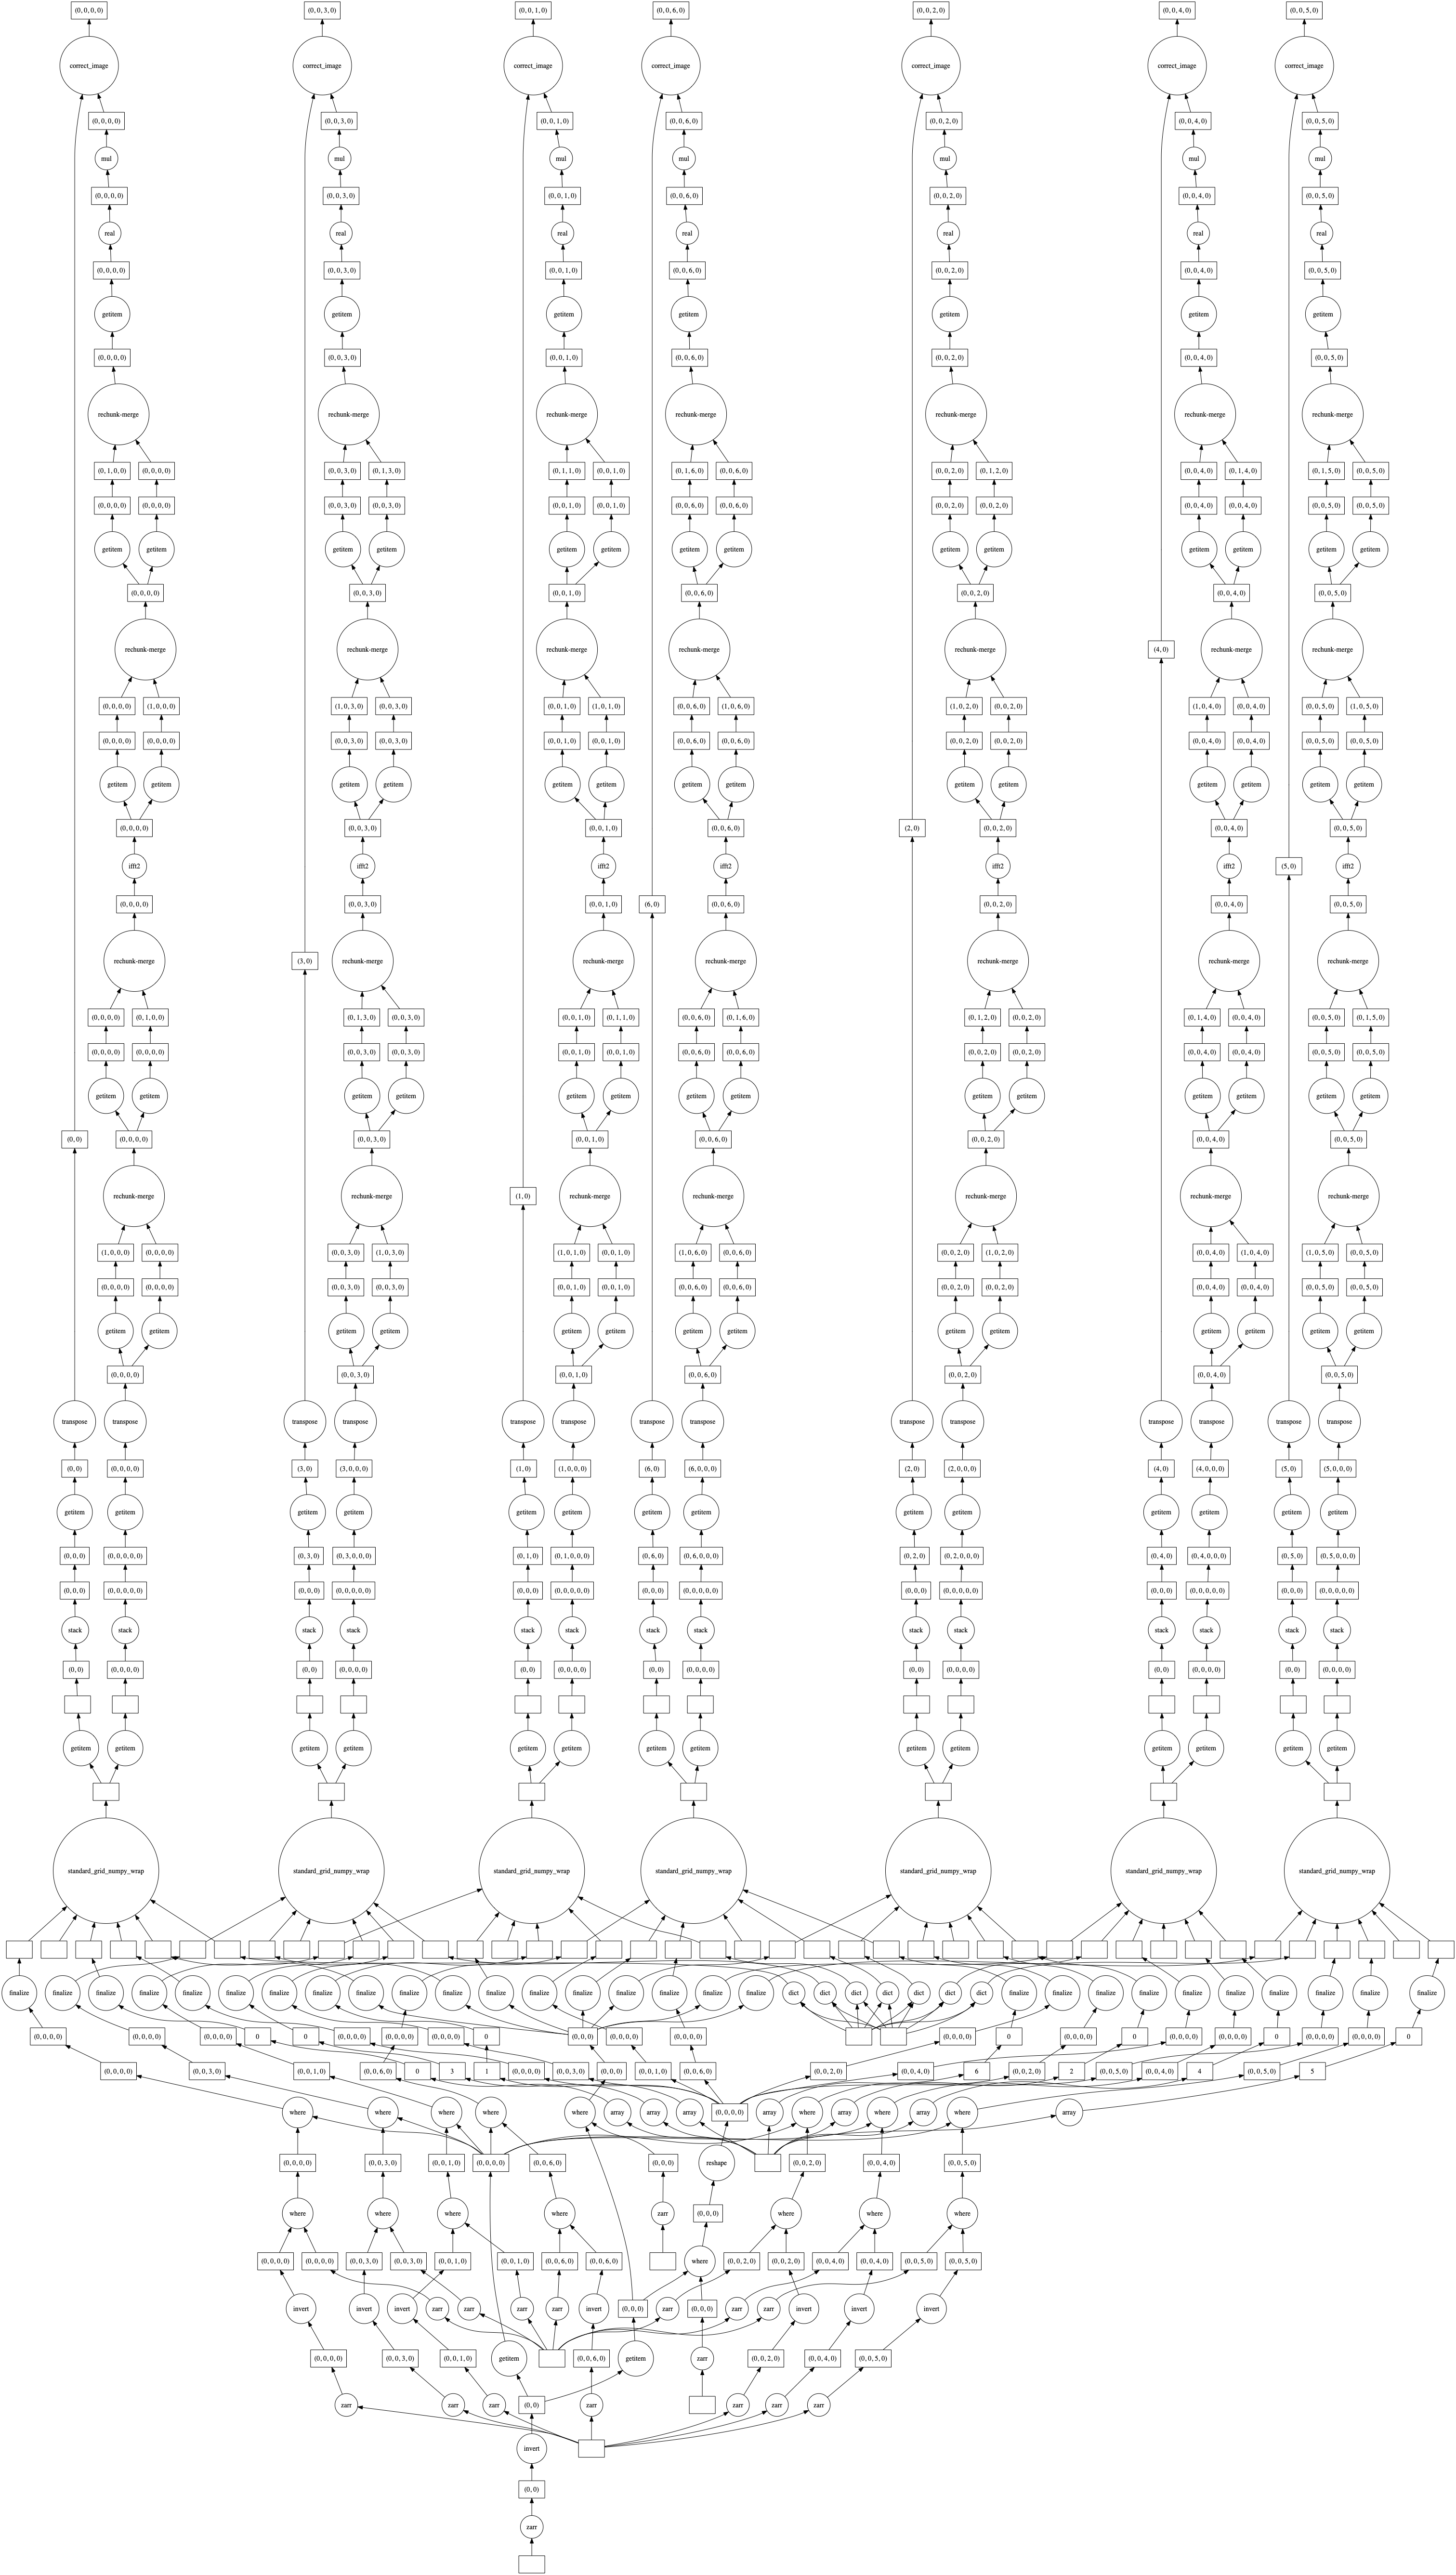 (0, 0, 0, 0) (0, 0, 3, 0) (0, 0, 1, 0) (0, 0, 6, 0) (0, 0, 2, 0) (0, 0, 4, 0) (0, 0, 5, 0)
correct_image correct_image correct_image correct_image correct_image correct_image correct_image
(0, 0, 0, 0) (0, 0, 3, 0) (0, 0, 1, 0) (0, 0, 6, 0) (0, 0, 2, 0) (0, 0, 4, 0) (0, 0, 5, 0)
mul mul mul mul mul mul mul
(0, 0, 0, 0) (0, 0, 3, 0) (0, 0, 1, 0) (0, 0, 6, 0) (0, 0, 2, 0) (0, 0, 4, 0) (0, 0, 5, 0)
real real real real real real real
(0, 0, 0, 0) (0, 0, 3, 0) (0, 0, 1, 0) (0, 0, 6, 0) (0, 0, 2, 0) (0, 0, 4, 0) (0, 0, 5, 0)
getitem getitem getitem getitem getitem getitem getitem
(0, 0, 0, 0) (0, 0, 3, 0) (0, 0, 1, 0) (0, 0, 6, 0) (0, 0, 2, 0) (0, 0, 4, 0) (0, 0, 5, 0)
rechunk-merge rechunk-merge rechunk-merge rechunk-merge rechunk-merge rechunk-merge rechunk-merge
(0, 1, 0, 0) (0, 0, 0, 0) (0, 0, 3, 0) (0, 1, 3, 0) (0, 1, 1, 0) (0, 0, 1, 0) (0, 1, 6, 0) (0, 0, 6, 0) (0, 0, 2, 0) (0, 1, 2, 0) (0, 0, 4, 0) (0, 1, 4, 0) (0, 1, 5, 0) (0, 0, 5, 0)
(0, 0, 0, 0) (0, 0, 0, 0) (0, 0, 3, 0) (0, 0, 3, 0) (0, 0, 1, 0) (0, 0, 1, 0) (0, 0, 6, 0) (0, 0, 6, 0) (0, 0, 2, 0) (0, 0, 2, 0) (0, 0, 4, 0) (0, 0, 4, 0) (0, 0, 5, 0) (0, 0, 5, 0)
getitem getitem getitem getitem getitem getitem getitem getitem getitem getitem getitem getitem getitem getitem
(0, 0, 0, 0) (0, 0, 3, 0) (0, 0, 1, 0) (0, 0, 6, 0) (0, 0, 2, 0) (0, 0, 4, 0) (0, 0, 5, 0)
rechunk-merge rechunk-merge rechunk-merge rechunk-merge rechunk-merge (4, 0) rechunk-merge rechunk-merge
(0, 0, 0, 0) (1, 0, 0, 0) (1, 0, 3, 0) (0, 0, 3, 0) (0, 0, 1, 0) (1, 0, 1, 0) (0, 0, 6, 0) (1, 0, 6, 0) (1, 0, 2, 0) (0, 0, 2, 0) (1, 0, 4, 0) (0, 0, 4, 0) (0, 0, 5, 0) (1, 0, 5, 0)
(0, 0, 0, 0) (0, 0, 0, 0) (0, 0, 3, 0) (0, 0, 3, 0) (0, 0, 1, 0) (0, 0, 1, 0) (0, 0, 6, 0) (0, 0, 6, 0) (0, 0, 2, 0) (0, 0, 2, 0) (0, 0, 4, 0) (0, 0, 4, 0) (0, 0, 5, 0) (0, 0, 5, 0)
getitem getitem getitem getitem getitem getitem getitem getitem getitem getitem getitem getitem getitem getitem
(0, 0, 0, 0) (0, 0, 3, 0) (0, 0, 1, 0) (0, 0, 6, 0) (2, 0) (0, 0, 2, 0) (0, 0, 4, 0) (0, 0, 5, 0)
ifft2 ifft2 ifft2 ifft2 ifft2 ifft2 (5, 0) ifft2
(0, 0, 0, 0) (0, 0, 3, 0) (0, 0, 1, 0) (6, 0) (0, 0, 6, 0) (0, 0, 2, 0) (0, 0, 4, 0) (0, 0, 5, 0)
rechunk-merge (3, 0) rechunk-merge rechunk-merge rechunk-merge rechunk-merge rechunk-merge rechunk-merge
(0, 0, 0, 0) (0, 1, 0, 0) (0, 1, 3, 0) (0, 0, 3, 0) (0, 0, 1, 0) (0, 1, 1, 0) (0, 0, 6, 0) (0, 1, 6, 0) (0, 1, 2, 0) (0, 0, 2, 0) (0, 1, 4, 0) (0, 0, 4, 0) (0, 0, 5, 0) (0, 1, 5, 0)
(0, 0, 0, 0) (0, 0, 0, 0) (0, 0, 3, 0) (0, 0, 3, 0) (0, 0, 1, 0) (0, 0, 1, 0) (0, 0, 6, 0) (0, 0, 6, 0) (0, 0, 2, 0) (0, 0, 2, 0) (0, 0, 4, 0) (0, 0, 4, 0) (0, 0, 5, 0) (0, 0, 5, 0)
getitem getitem getitem getitem getitem getitem getitem getitem getitem getitem getitem getitem getitem getitem
(0, 0) (0, 0, 0, 0) (0, 0, 3, 0) (0, 0, 1, 0) (0, 0, 6, 0) (0, 0, 2, 0) (0, 0, 4, 0) (0, 0, 5, 0)
rechunk-merge rechunk-merge (1, 0) rechunk-merge rechunk-merge rechunk-merge rechunk-merge rechunk-merge
(1, 0, 0, 0) (0, 0, 0, 0) (0, 0, 3, 0) (1, 0, 3, 0) (1, 0, 1, 0) (0, 0, 1, 0) (1, 0, 6, 0) (0, 0, 6, 0) (0, 0, 2, 0) (1, 0, 2, 0) (0, 0, 4, 0) (1, 0, 4, 0) (1, 0, 5, 0) (0, 0, 5, 0)
(0, 0, 0, 0) (0, 0, 0, 0) (0, 0, 3, 0) (0, 0, 3, 0) (0, 0, 1, 0) (0, 0, 1, 0) (0, 0, 6, 0) (0, 0, 6, 0) (0, 0, 2, 0) (0, 0, 2, 0) (0, 0, 4, 0) (0, 0, 4, 0) (0, 0, 5, 0) (0, 0, 5, 0)
getitem getitem getitem getitem getitem getitem getitem getitem getitem getitem getitem getitem getitem getitem
(0, 0, 0, 0) (0, 0, 3, 0) (0, 0, 1, 0) (0, 0, 6, 0) (0, 0, 2, 0) (0, 0, 4, 0) (0, 0, 5, 0)
transpose transpose transpose transpose transpose transpose transpose transpose transpose transpose transpose transpose transpose transpose
(0, 0) (0, 0, 0, 0) (3, 0) (3, 0, 0, 0) (1, 0) (1, 0, 0, 0) (6, 0) (6, 0, 0, 0) (2, 0) (2, 0, 0, 0) (4, 0) (4, 0, 0, 0) (5, 0) (5, 0, 0, 0)
getitem getitem getitem getitem getitem getitem getitem getitem getitem getitem getitem getitem getitem getitem
(0, 0, 0) (0, 0, 0, 0, 0) (0, 3, 0) (0, 3, 0, 0, 0) (0, 1, 0) (0, 1, 0, 0, 0) (0, 6, 0) (0, 6, 0, 0, 0) (0, 2, 0) (0, 2, 0, 0, 0) (0, 4, 0) (0, 4, 0, 0, 0) (0, 5, 0) (0, 5, 0, 0, 0)
(0, 0, 0) (0, 0, 0, 0, 0) (0, 0, 0) (0, 0, 0, 0, 0) (0, 0, 0) (0, 0, 0, 0, 0) (0, 0, 0) (0, 0, 0, 0, 0) (0, 0, 0) (0, 0, 0, 0, 0) (0, 0, 0) (0, 0, 0, 0, 0) (0, 0, 0) (0, 0, 0, 0, 0)
stack stack stack stack stack stack stack stack stack stack stack stack stack stack
(0, 0) (0, 0, 0, 0) (0, 0) (0, 0, 0, 0) (0, 0) (0, 0, 0, 0) (0, 0) (0, 0, 0, 0) (0, 0) (0, 0, 0, 0) (0, 0) (0, 0, 0, 0) (0, 0) (0, 0, 0, 0)
getitem getitem getitem getitem getitem getitem getitem getitem getitem getitem getitem getitem getitem getitem
standard_grid_numpy_wrap standard_grid_numpy_wrap standard_grid_numpy_wrap standard_grid_numpy_wrap standard_grid_numpy_wrap standard_grid_numpy_wrap standard_grid_numpy_wrap
finalize finalize finalize finalize finalize finalize finalize finalize finalize finalize finalize finalize finalize finalize finalize finalize finalize finalize dict dict dict dict dict dict dict finalize finalize finalize finalize finalize finalize finalize finalize finalize finalize
(0, 0, 0, 0) (0, 0, 0, 0) (0, 0, 0, 0) 0 0 (0, 0, 0, 0) (0, 0, 0, 0) (0, 0, 0, 0) 0 (0, 0, 0) (0, 0, 0, 0) (0, 0, 0, 0) (0, 0, 0, 0) 0 (0, 0, 0, 0) 0 (0, 0, 0, 0) (0, 0, 0, 0) 0 (0, 0, 0, 0) (0, 0, 0, 0) 0
(0, 0, 0, 0) (0, 0, 3, 0) (0, 0, 1, 0) (0, 0, 6, 0) 0 3 1 (0, 0, 0, 0) (0, 0, 3, 0) (0, 0, 0) (0, 0, 1, 0) (0, 0, 6, 0) (0, 0, 2, 0) (0, 0, 4, 0) 6 (0, 0, 2, 0) 2 (0, 0, 5, 0) (0, 0, 4, 0) 4 (0, 0, 5, 0) 5
where where where where where array array array (0, 0, 0, 0) array where array where array where array
(0, 0, 0, 0) (0, 0, 3, 0) (0, 0, 1, 0) (0, 0, 0, 0) (0, 0, 6, 0) (0, 0, 0) reshape (0, 0, 2, 0) (0, 0, 4, 0) (0, 0, 5, 0)
where where where where zarr (0, 0, 0) where where where
(0, 0, 0, 0) (0, 0, 0, 0) (0, 0, 3, 0) (0, 0, 3, 0) (0, 0, 1, 0) (0, 0, 1, 0) (0, 0, 6, 0) (0, 0, 6, 0) where (0, 0, 2, 0) (0, 0, 2, 0) (0, 0, 4, 0) (0, 0, 4, 0) (0, 0, 5, 0) (0, 0, 5, 0)
invert invert invert zarr zarr zarr zarr invert (0, 0, 0) zarr (0, 0, 0) zarr zarr invert invert invert
(0, 0, 0, 0) (0, 0, 3, 0) (0, 0, 1, 0) getitem (0, 0, 6, 0) getitem zarr (0, 0, 2, 0) (0, 0, 4, 0) (0, 0, 5, 0)
zarr zarr zarr (0, 0) zarr zarr zarr zarr
invert
(0, 0)
zarr